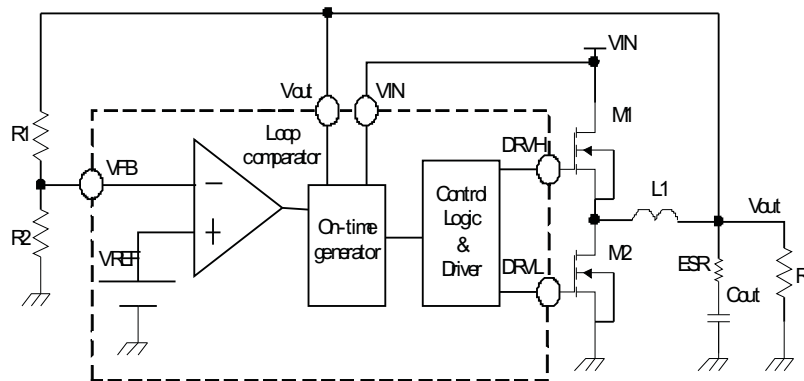 VIN
Vout
VIN
M1
R1
Loop
comparator
DRVH
VFB
L1
Vout
Control
Logic
&
Driver
On-time
generator
R2
M2
VREF
DRVL
ESR
R
Cout